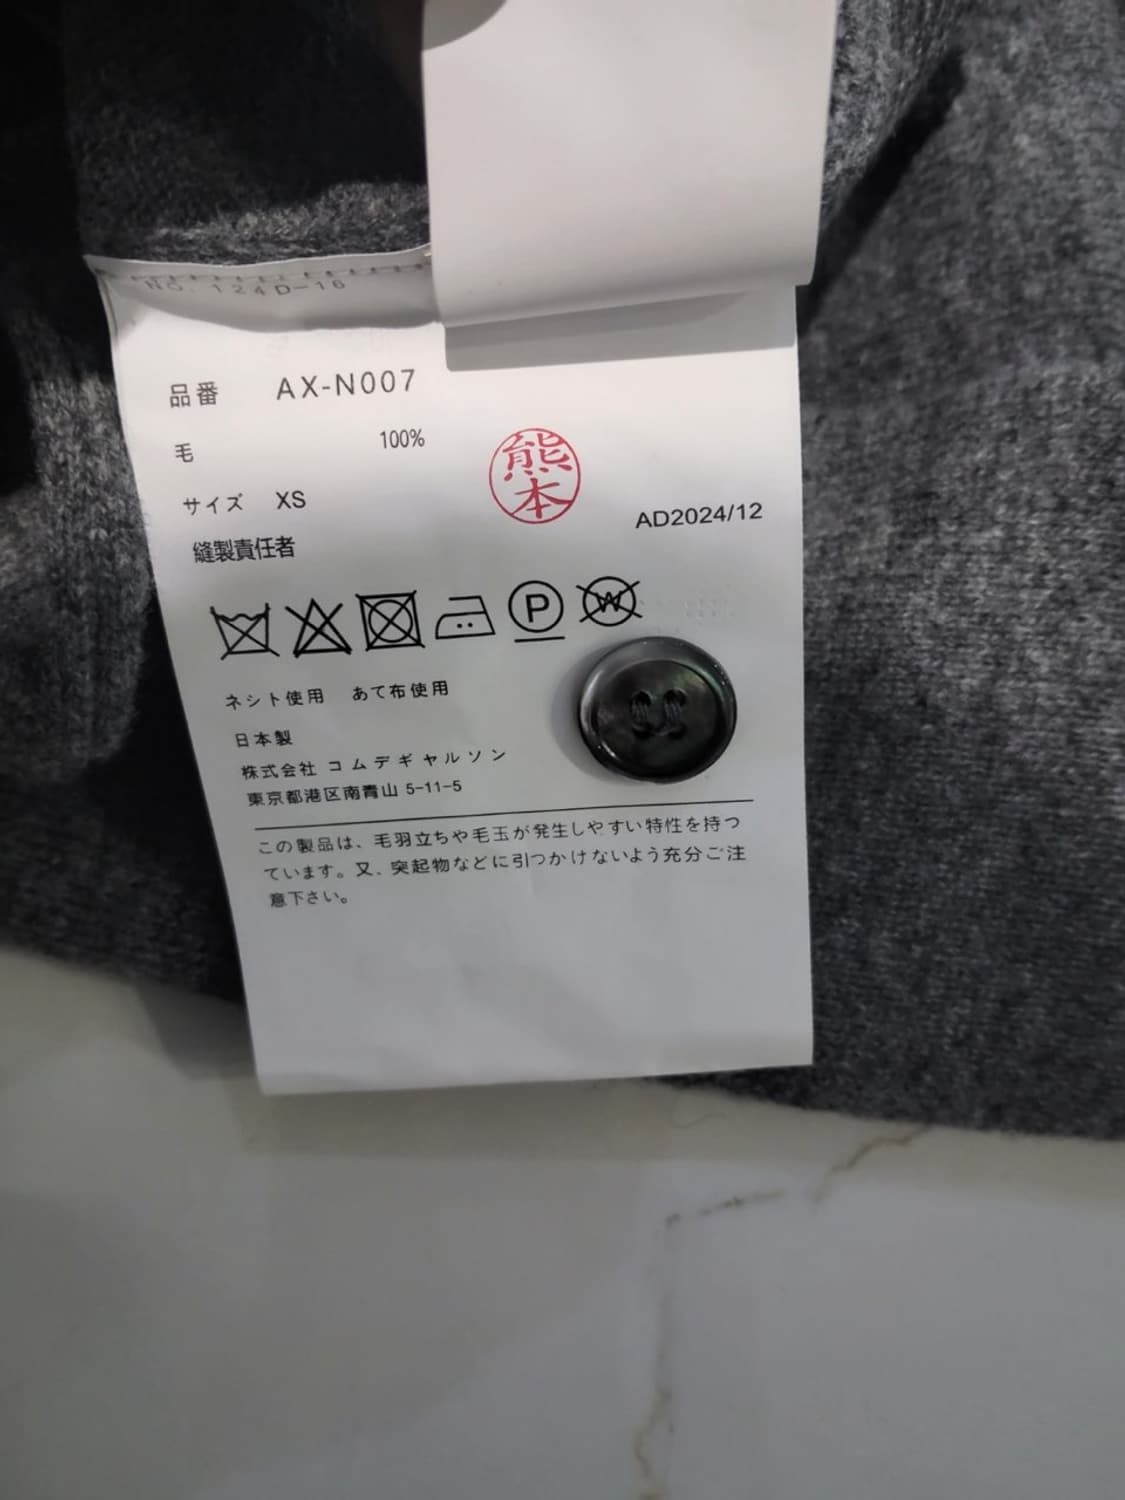 NO. 124D-16
品番 AX-N007
毛 100%
サイズ XS
縫製責任者
熊本
AD2024/12
P
W
ネット使用 あて布使用
日本製
株式会社 コムデギャルソン
東京都港区南青山 5-11-5
この製品は、毛羽立ちや毛玉が発生しやすい特性を持つ
ています。又、突起物などに引つかけないよう充分ご注
意下さい。